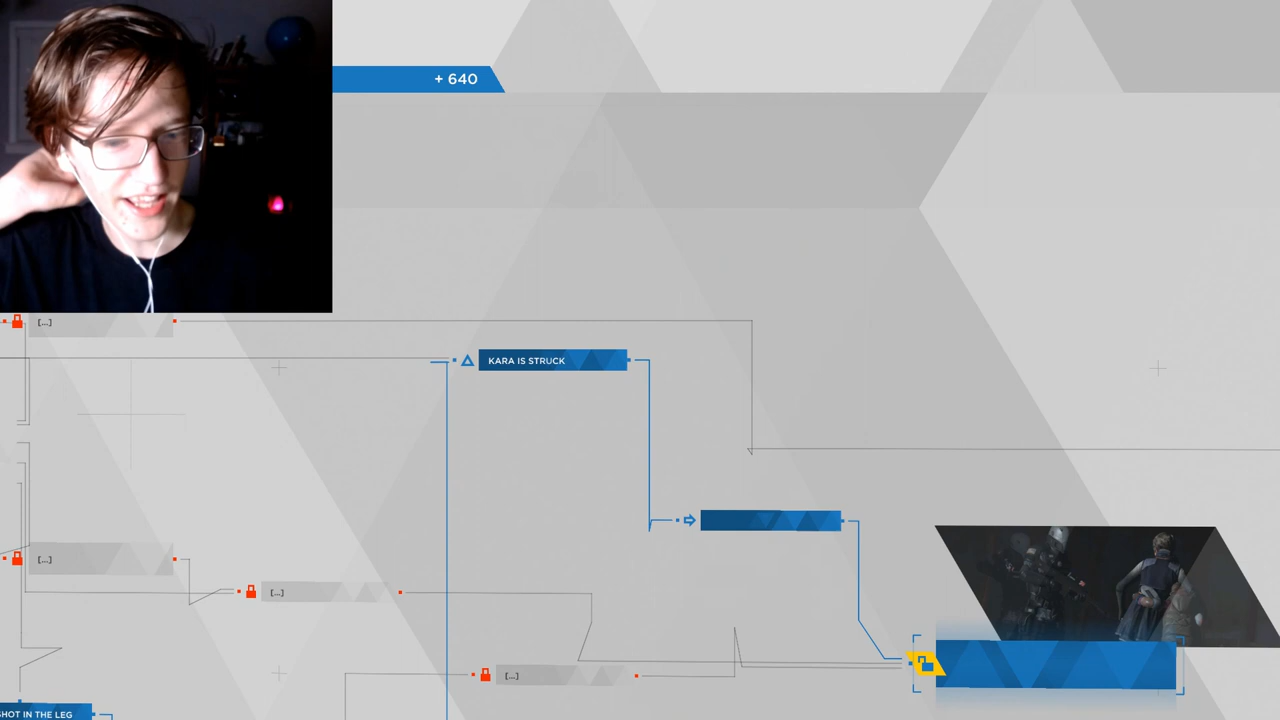 + 640
[...]
KARA IS STRUCK
[...]
[...]
[...]
SHOT IN THE LEG